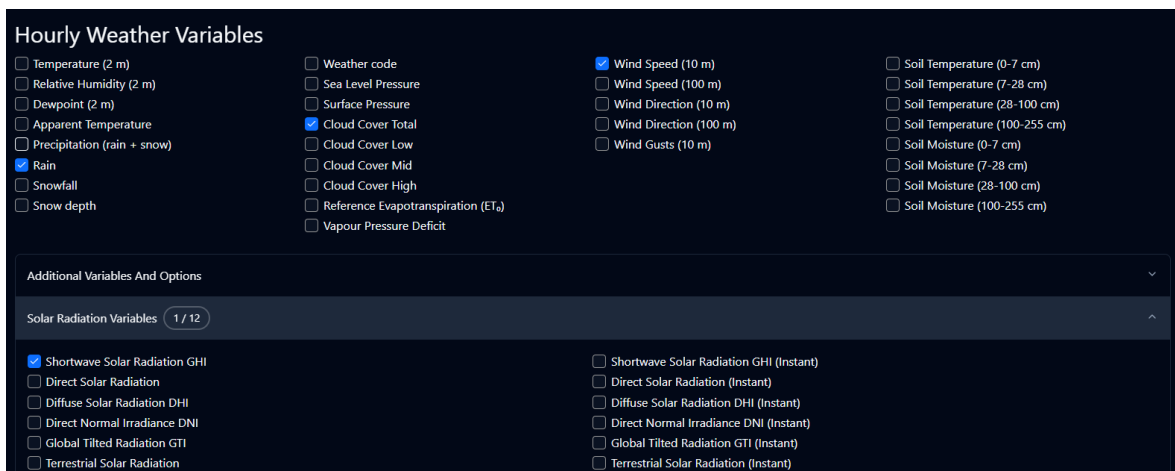 Hourly Weather Variables
Temperature (2 m)
Relative Humidity (2 m)
Dewpoint (2 m)
Apparent Temperature
Precipitation (rain + snow)
Rain
Snowfall
Snow depth
Weather code
Sea Level Pressure
Surface Pressure
Cloud Cover Total
Cloud Cover Low
Cloud Cover Mid
Cloud Cover High
Reference Evapotranspiration (ET₀)
Vapour Pressure Deficit
Wind Speed (10 m)
Wind Speed (100 m)
Wind Direction (10 m)
Wind Direction (100 m)
Wind Gusts (10 m)
Soil Temperature (0-7 cm)
Soil Temperature (7-28 cm)
Soil Temperature (28-100 cm)
Soil Temperature (100-255 cm)
Soil Moisture (0-7 cm)
Soil Moisture (7-28 cm)
Soil Moisture (28-100 cm)
Soil Moisture (100-255 cm)
Additional Variables And Options
Solar Radiation Variables 1 / 12
Shortwave Solar Radiation GHI
Direct Solar Radiation
Diffuse Solar Radiation DHI
Direct Normal Irradiance DNI
Global Tilted Radiation GTI
Terrestrial Solar Radiation
Shortwave Solar Radiation GHI (Instant)
Direct Solar Radiation (Instant)
Diffuse Solar Radiation DHI (Instant)
Direct Normal Irradiance DNI (Instant)
Global Tilted Radiation GTI (Instant)
Terrestrial Solar Radiation (Instant)